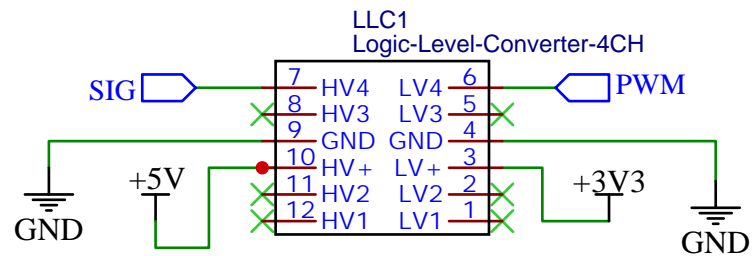 LLC1
Logic-Level-Converter-4CH
SIG 7 HV4 LV4 6 PWM
8 HV3 LV3 5
9 GND GND 4
10 HV+ LV+ 3
+5V 11 HV2 LV2 2 +3V3
12 HV1 LV1 1
GND GND